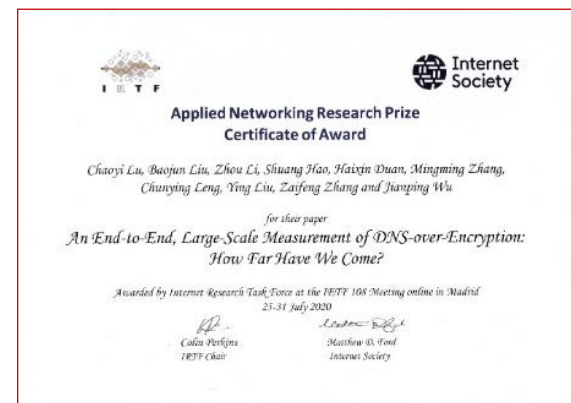 IRTF
Internet
Society
Applied Networking Research Prize
Certificate of Award
Chaoyi Lu, Baojun Liu, Zhou Li, Shuang Hao, Haixin Duan, Mingming Zhang,
Chunying Leng, Ying Liu, Zaifeng Zhang and Jianping Wu
for their paper
An End-to-End, Large-Scale Measurement of DNS-over-Encryption:
How Far Have We Come?
Awarded by Internet Research Task Force at the IETF 108 Meeting online in Madrid
25-31 July 2020
Colin Perkins
IRTF Chair
Matthew D. Ford
Internet Society